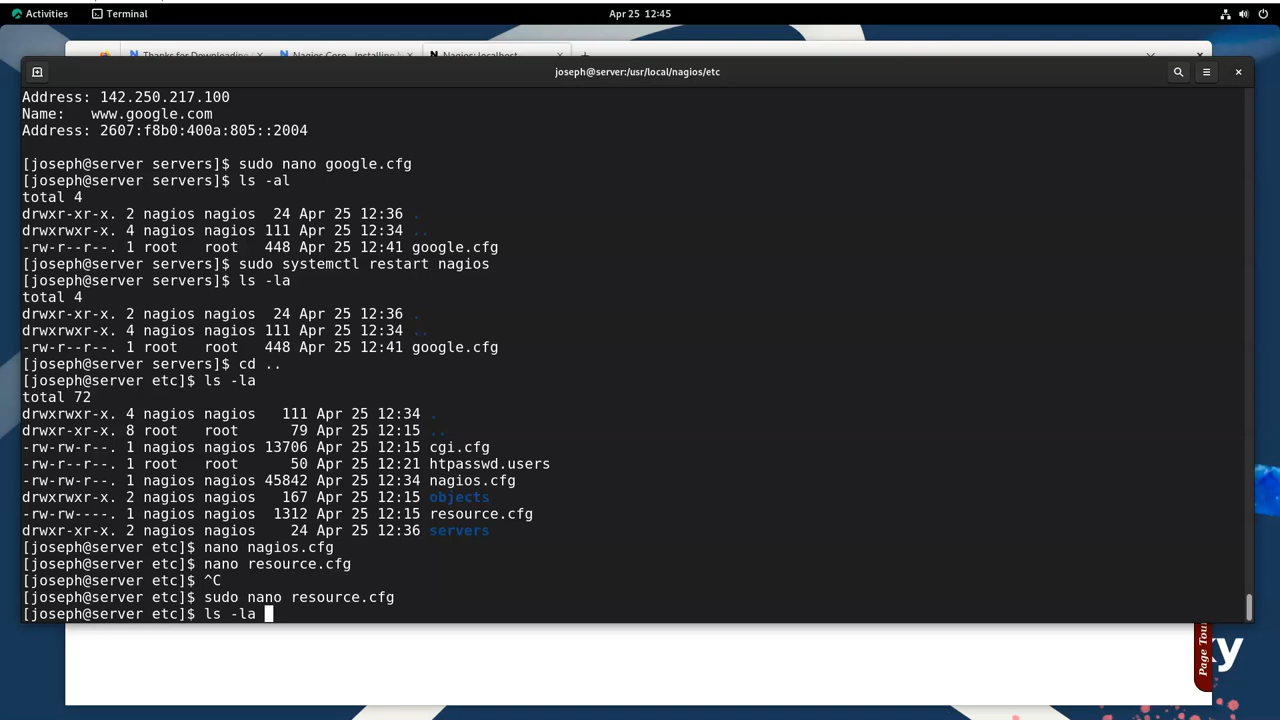 Activities Terminal Apr 25 12:45
Thanks for Downloading Nagios Core - Installing Nagios: localhost
joseph@server:/usr/local/nagios/etc
Address: 142.250.217.100
Name:   www.google.com
Address: 2607:f8b0:400a:805::2004
[joseph@server servers]$ sudo nano google.cfg
[joseph@server servers]$ ls -al
total 4
drwxr-xr-x. 2 nagios nagios  24 Apr 25 12:36 .
drwxrwxr-x. 4 nagios nagios 111 Apr 25 12:34 ..
-rw-r--r--. 1 root   root   448 Apr 25 12:41 google.cfg
[joseph@server servers]$ sudo systemctl restart nagios
[joseph@server servers]$ ls -la
total 4
drwxr-xr-x. 2 nagios nagios  24 Apr 25 12:36 .
drwxrwxr-x. 4 nagios nagios 111 Apr 25 12:34 ..
-rw-r--r--. 1 root   root   448 Apr 25 12:41 google.cfg
[joseph@server servers]$ cd ..
[joseph@server etc]$ ls -la
total 72
drwxrwxr-x. 4 nagios nagios   111 Apr 25 12:34 .
drwxr-xr-x. 8 root   root      79 Apr 25 12:15 ..
-rw-rw-r--. 1 nagios nagios 13706 Apr 25 12:15 cgi.cfg
-rw-r--r--. 1 root   root      50 Apr 25 12:21 htpasswd.users
-rw-rw-r--. 1 nagios nagios 45842 Apr 25 12:34 nagios.cfg
drwxrwxr-x. 2 nagios nagios   167 Apr 25 12:15 objects
-rw-rw----. 1 nagios nagios  1312 Apr 25 12:15 resource.cfg
drwxr-xr-x. 2 nagios nagios    24 Apr 25 12:36 servers
[joseph@server etc]$ nano nagios.cfg
[joseph@server etc]$ nano resource.cfg
[joseph@server etc]$ ^C
[joseph@server etc]$ sudo nano resource.cfg
[joseph@server etc]$ ls -la
Page Tour
xy